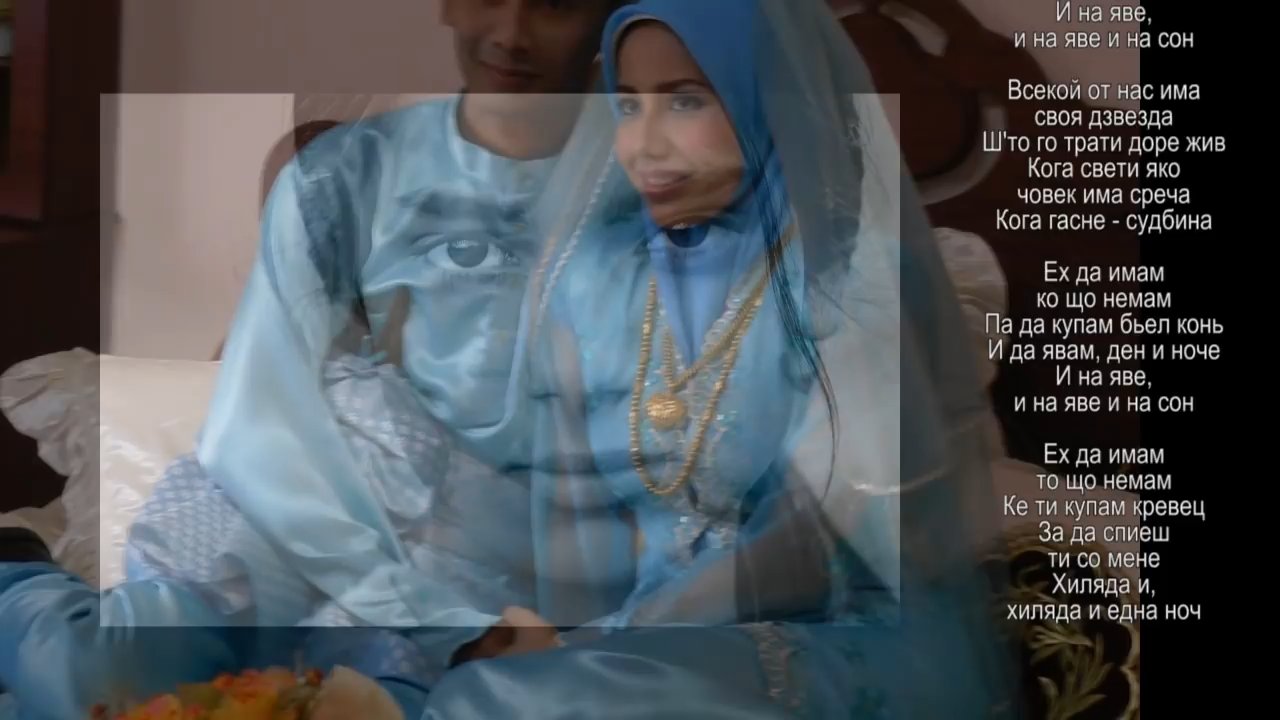 И на яве,
и на яве и на сон
Всекой от нас има
своя дзвезда
Ш'то го трати доре жив
Кога свети яко
човек има среча
Кога гасне - судбина
Ех да имам
ко що немам
Па да купам бьел конь
И да явам, ден и ноче
И на яве,
и на яве и на сон
Ех да имам
то що немам
Ке ти купам кревец
За да спиеш
ти со мене
Хиляда и,
хиляда и една ноч